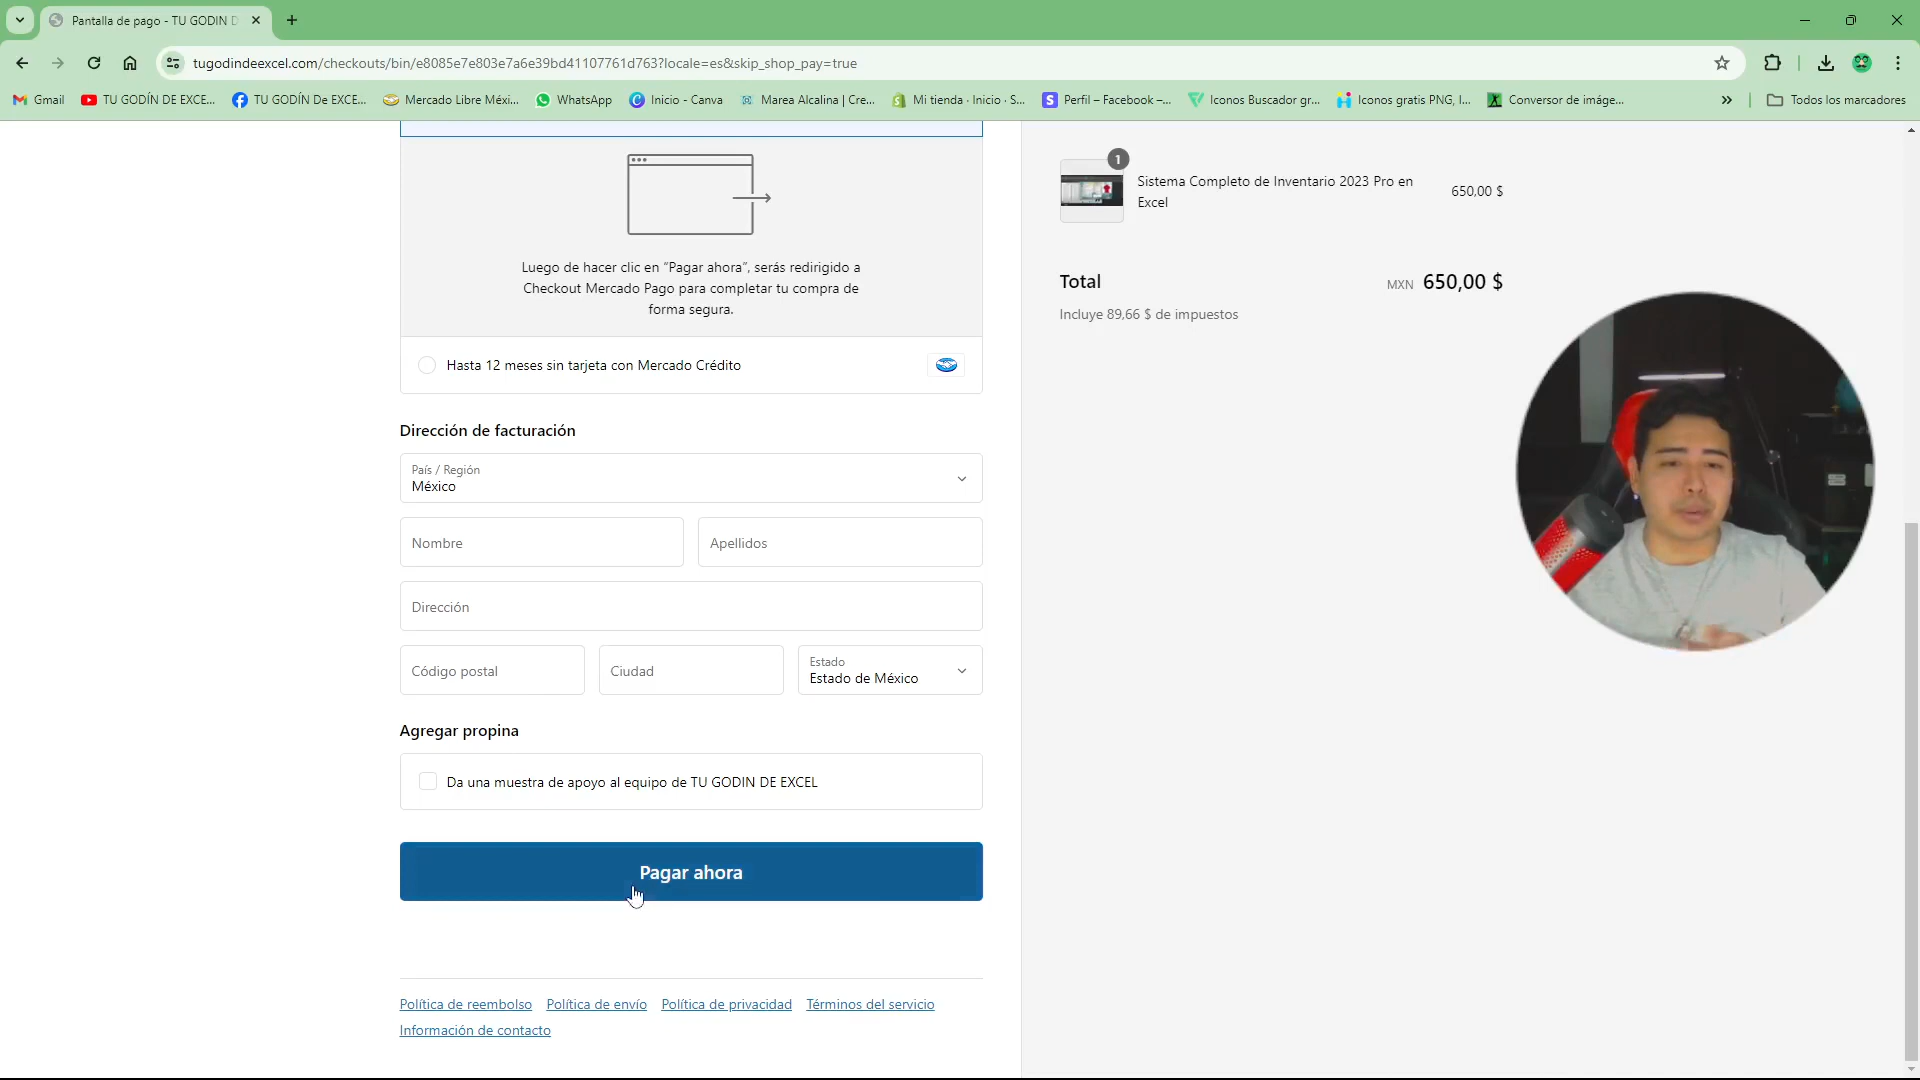 Pantalla de pago - TU GODIN D
tugodindeexcel.com/checkouts/bin/e8085e7e803e7a6e39bd41107761d763?locale=es&skip_shop_pay=true
Gmail
TU GODÍN DE EXCE...
TU GODÍN De EXCE...
Mercado Libre Méxi...
WhatsApp
Inicio - Canva
Marea Alcalina | Cre...
Mi tienda · Inicio · S...
Perfil – Facebook –...
Iconos Buscador gr...
Iconos gratis PNG, I...
Conversor de imáge...
Todos los marcadores
Luego de hacer clic en “Pagar ahora”, serás redirigido a
Checkout Mercado Pago para completar tu compra de
forma segura.
Hasta 12 meses sin tarjeta con Mercado Crédito
Dirección de facturación
País / Región
México
Nombre
Apellidos
Dirección
Código postal
Ciudad
Estado
Estado de México
Agregar propina
Da una muestra de apoyo al equipo de TU GODIN DE EXCEL
Pagar ahora
Política de reembolso
Política de envío
Política de privacidad
Términos del servicio
Información de contacto
1
Sistema Completo de Inventario 2023 Pro en
Excel
650,00 $
Total
MXN 650,00 $
Incluye 89,66 $ de impuestos